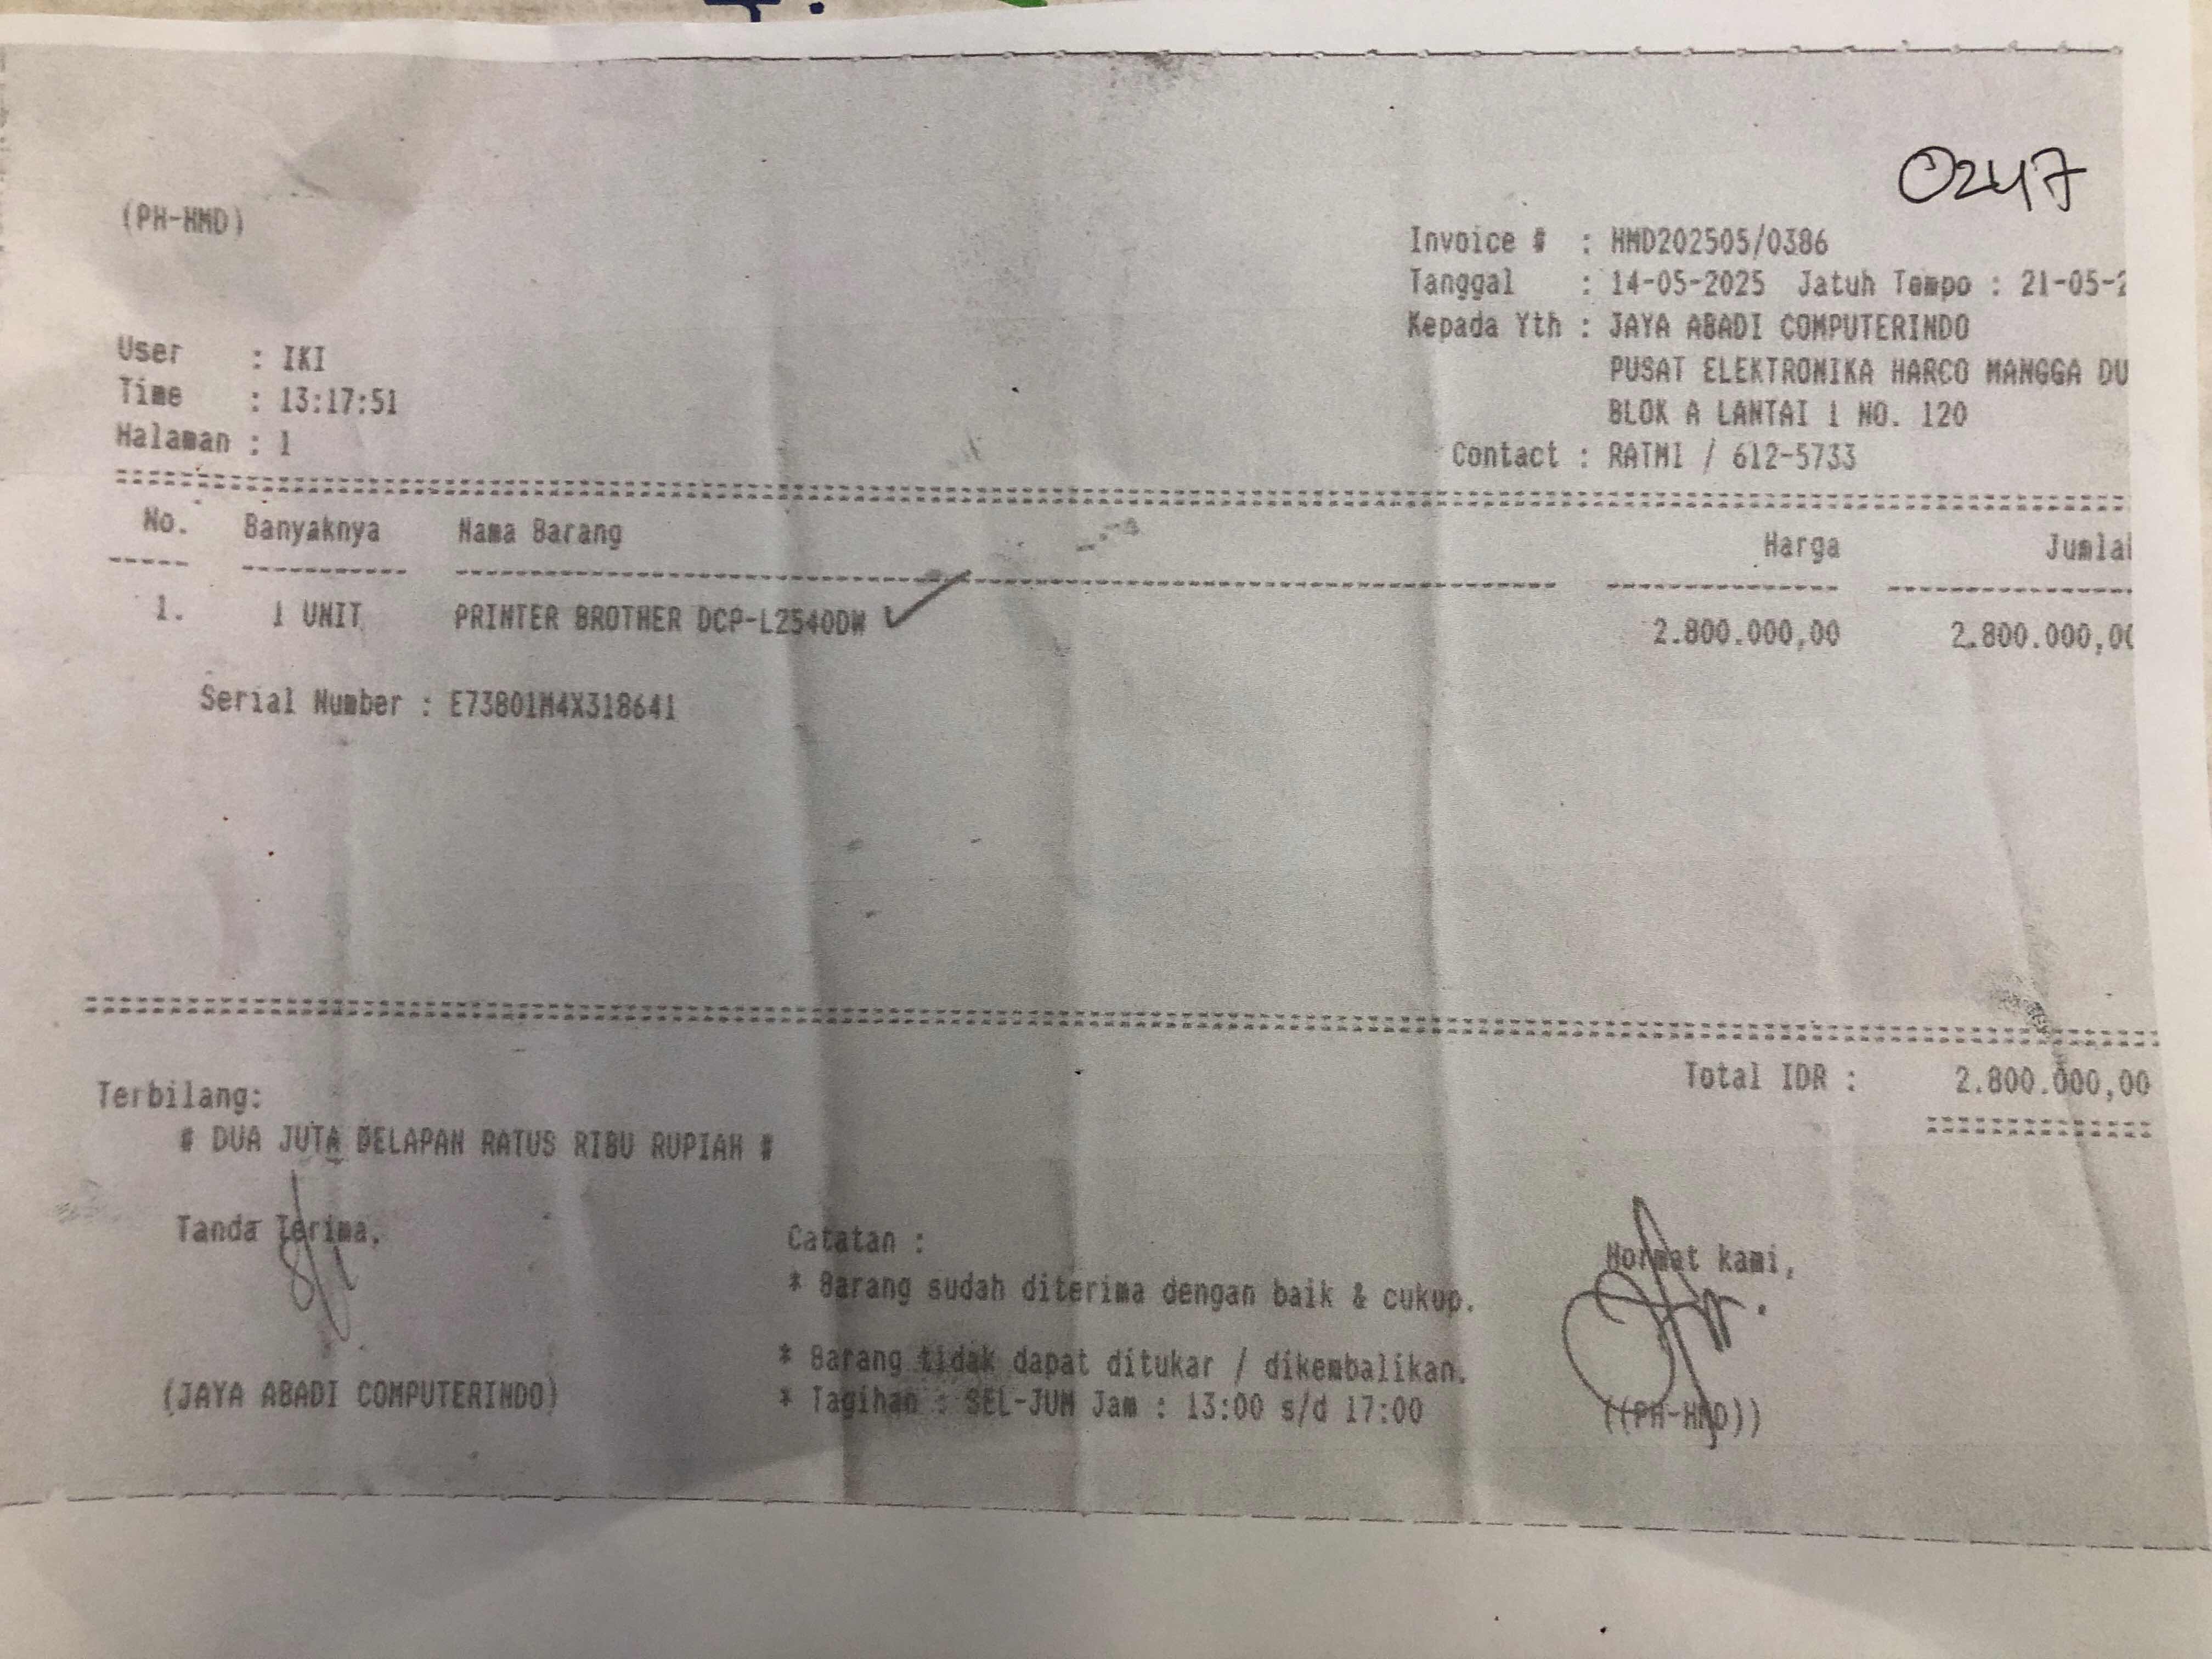 0247
(PH-HMD)
Invoice # : HMD202505/0386
Tanggal : 14-05-2025 Jatuh Tempo : 21-05-2
Kepada Yth : JAYA ABADI COMPUTERINDO
PUSAT ELEKTRONIKA HARCO MANGGA DU
BLOK A LANTAI 1 NO. 120
Contact : RATMI / 612-5733
User : IKI
Time : 13:17:51
Halaman : 1
No. Banyaknya Nama Barang Harga Jumla
1. 1 UNIT PRINTER BROTHER DCP-L2540DW 2.800.000,00 2.800.000,00
Serial Number : E73801M4X318641
Total IDR : 2.800.000,00
Terbilang:
# DUA JUTA DELAPAN RATUS RIBU RUPIAH #
Tanda Terima,
(JAYA ABADI COMPUTERINDO)
Catatan :
* Barang sudah diterima dengan baik & cukup.
* Barang tidak dapat ditukar / dikembalikan.
* Tagihan : SEL-JUM Jam : 13:00 s/d 17:00
Hormat kami,
((PH-HMD))